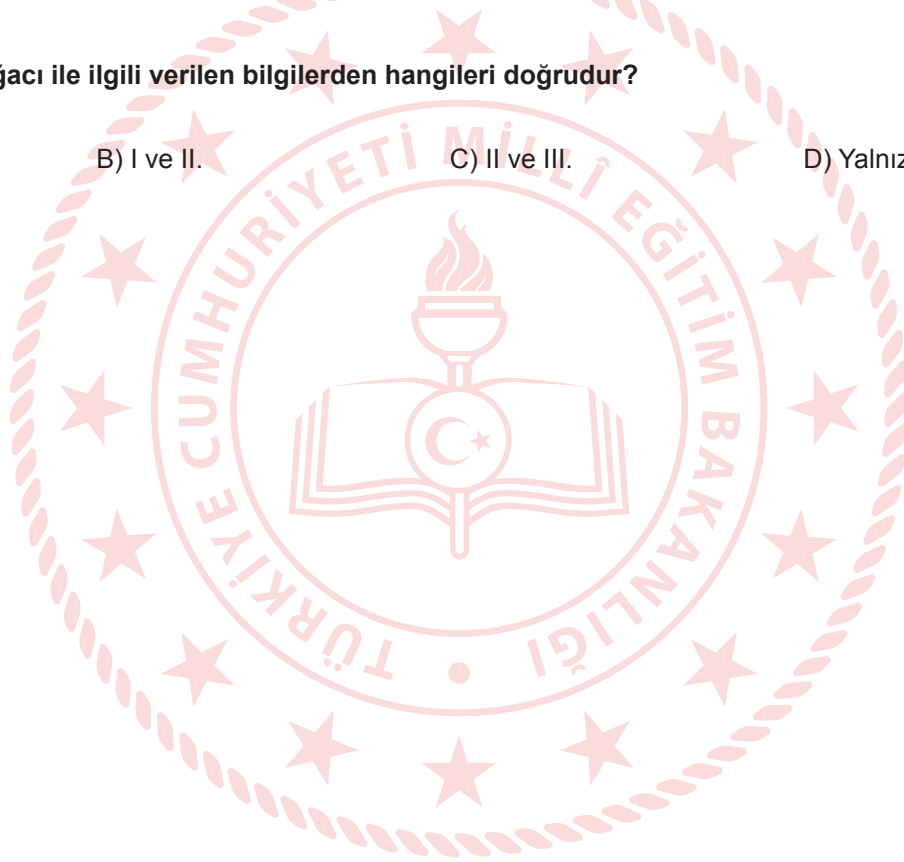 ğacı ile ilgili verilen bilgilerden hangileri doğrudur?
B) I ve II. C) II ve III. D) Yalnız
TÜRKİYE CUMHURİYETİ MİLLÎ EĞİTİM BAKANLIĞI